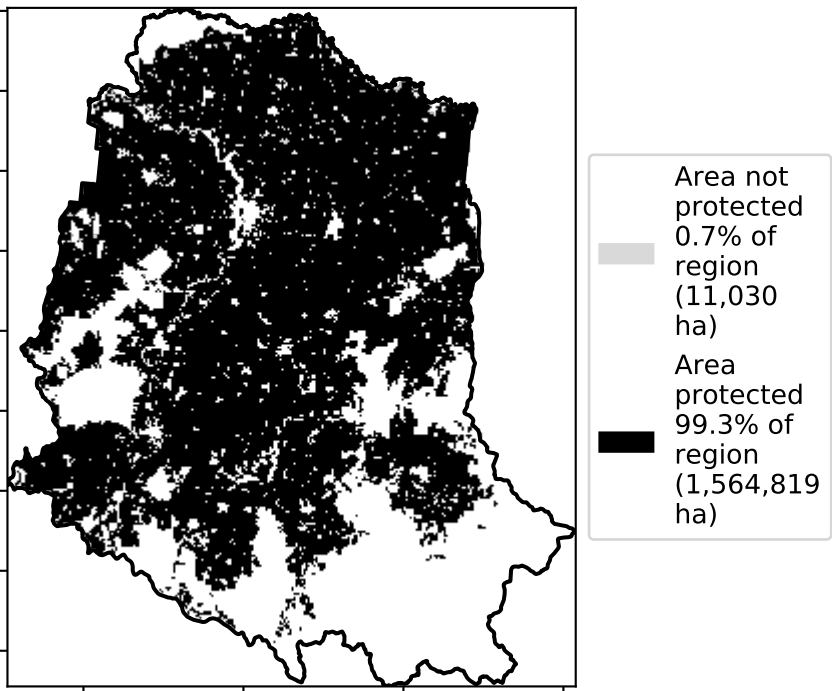 Area not
protected
0.7% of
region
(11,030
ha)
Area
protected
99.3% of
region
(1,564,819
ha)